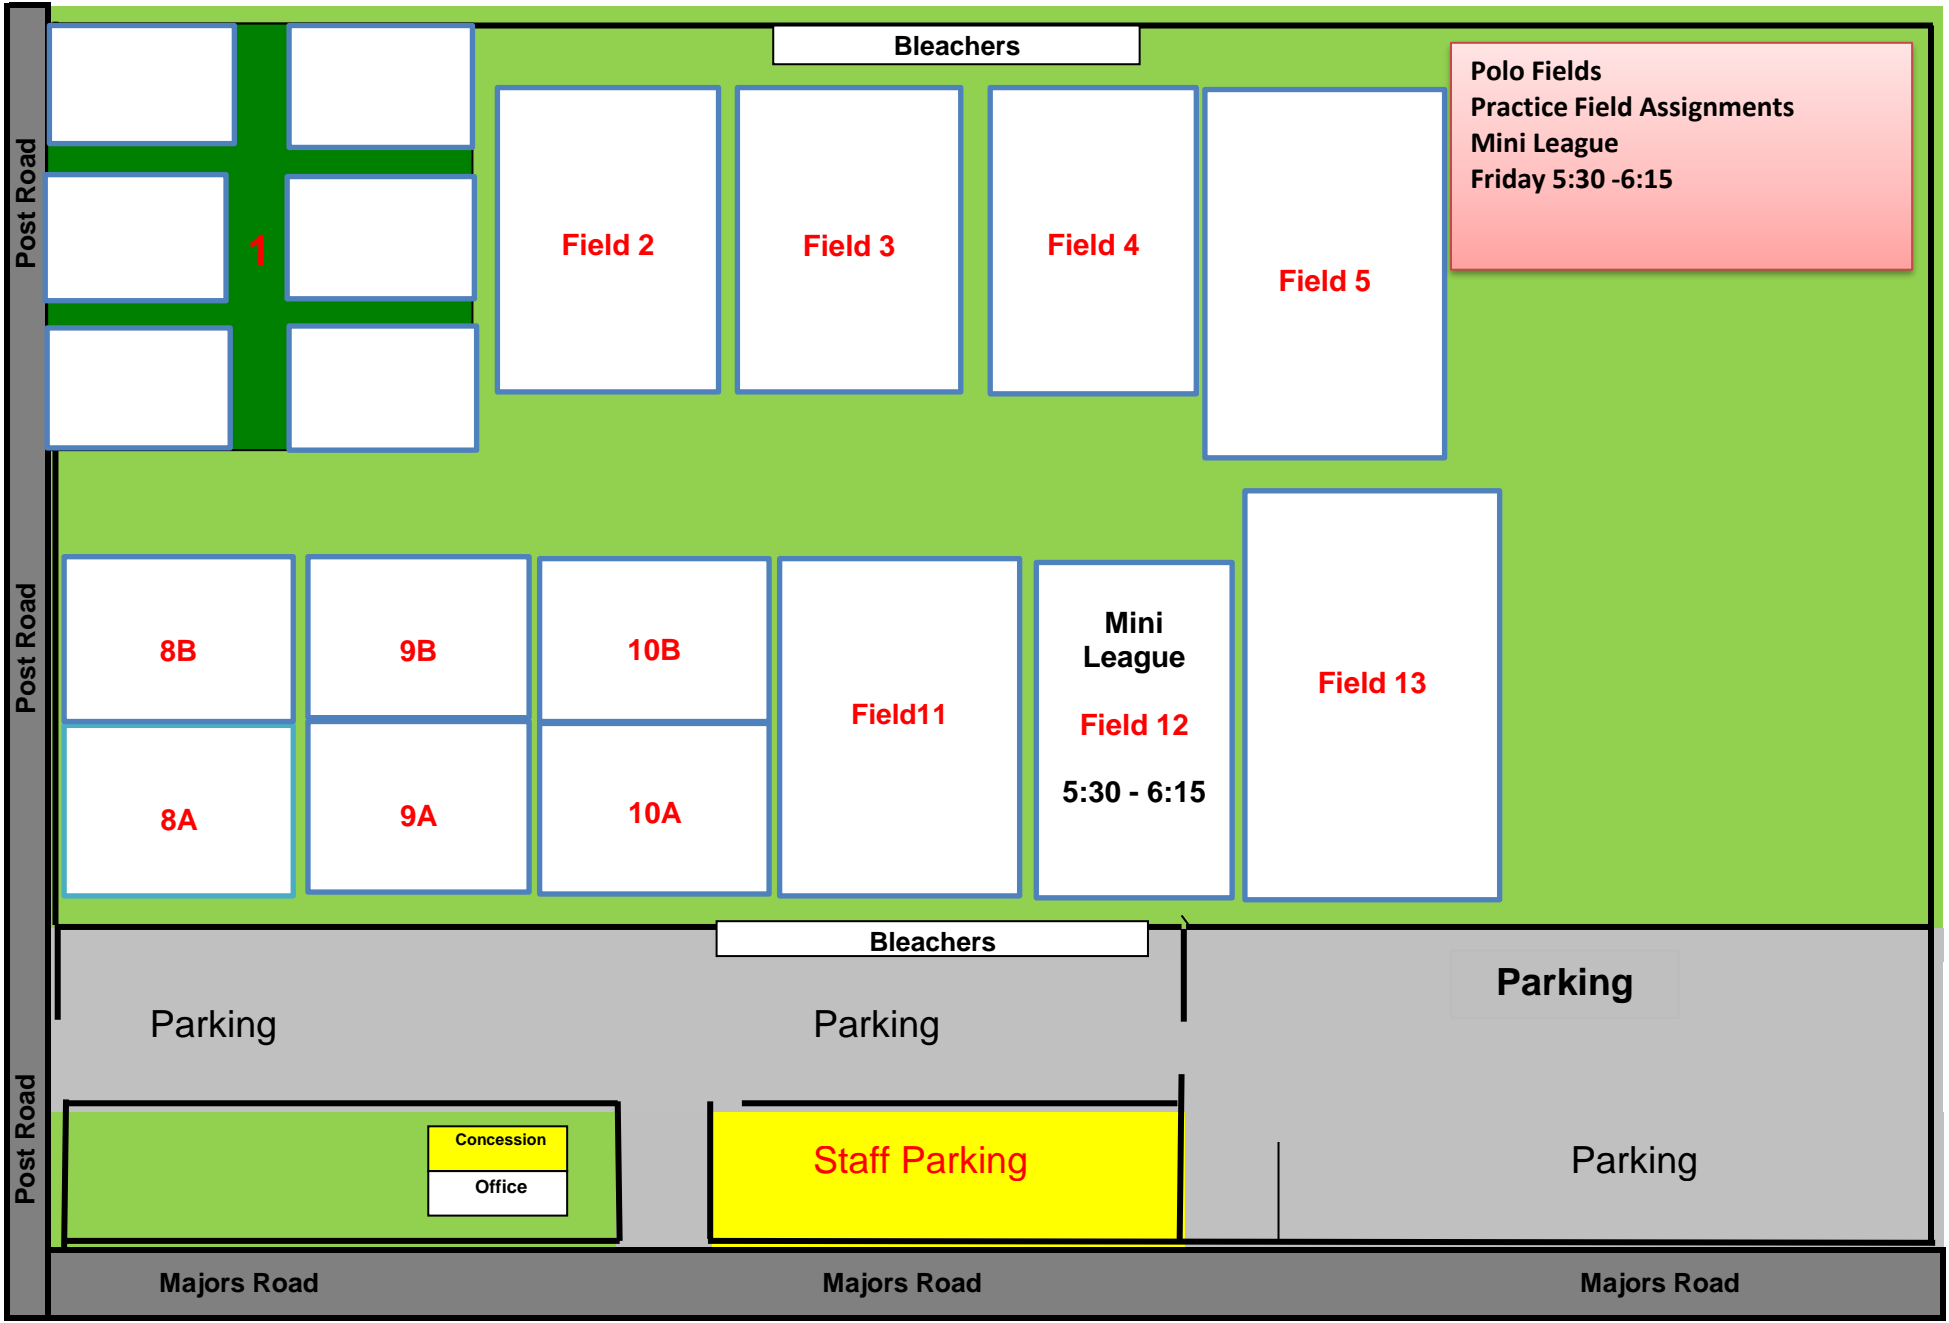 Bleachers
Polo Fields
Practice Field Assignments
Mini League
Friday 5:30 -6:15
Post Road
1
Field 2
Field 3
Field 4
Field 5
Post Road
8B
9B
10B
Field11
Mini
League
Field 12
5:30 - 6:15
Field 13
8A
9A
10A
Bleachers
Parking
Parking
Parking
Post Road
Concession
Office
Staff Parking
Parking
Majors Road
Majors Road
Majors Road